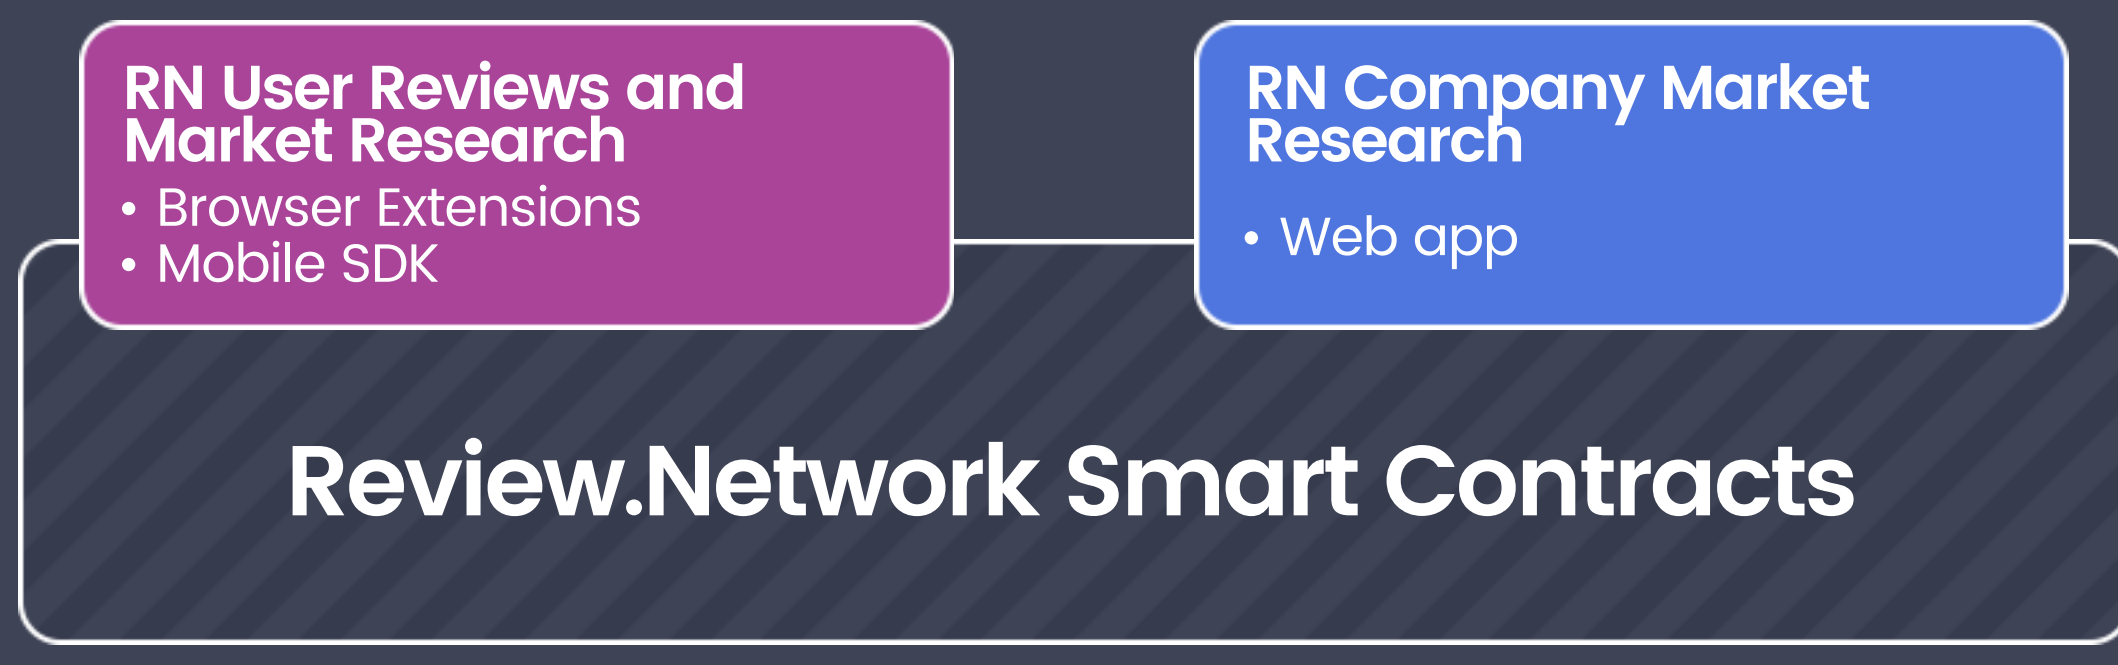 RN User Reviews and
Market Research
• Browser Extensions
• Mobile SDK
RN Company Market
Research
• Web app
Review.Network Smart Contracts